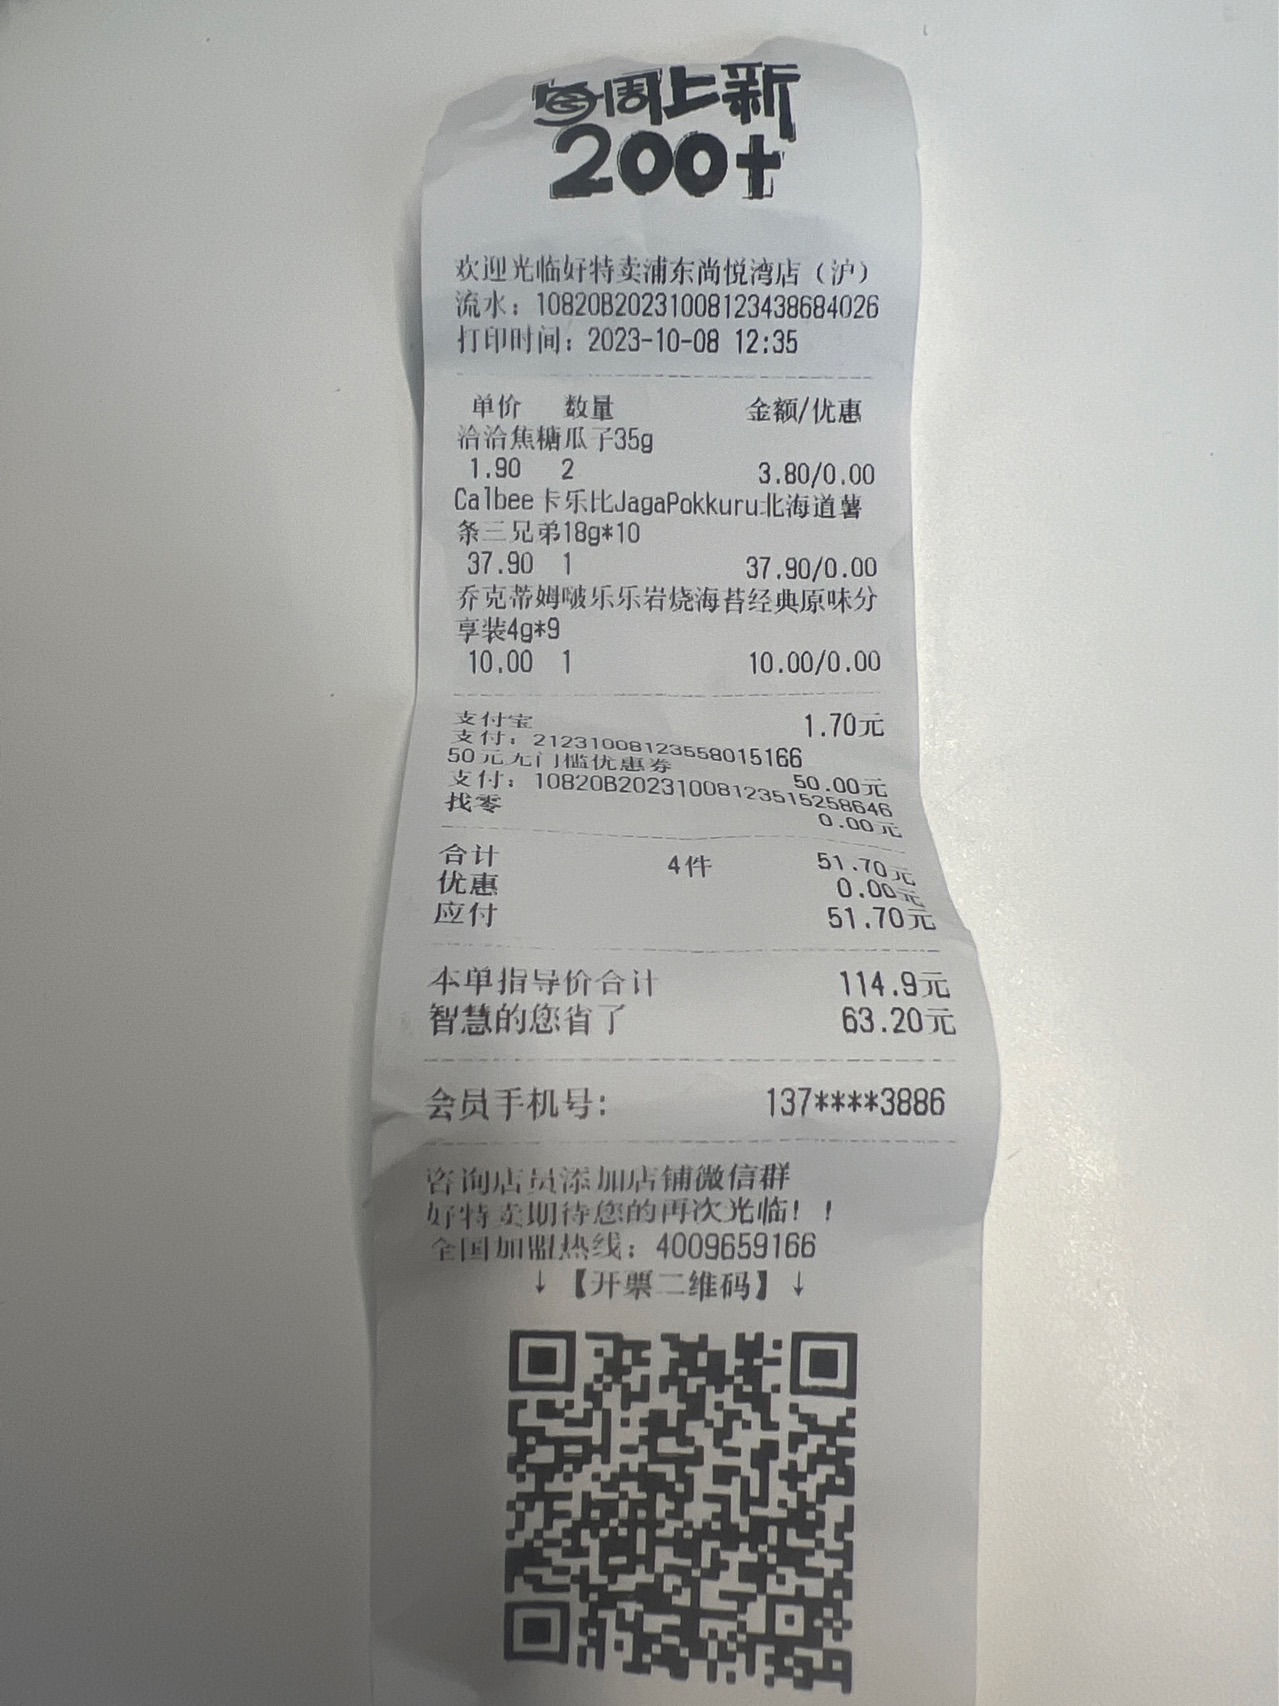 每周上新
200+
欢迎光临好特卖浦东尚悦湾店（沪）
流水：10820B20231008123438684026
打印时间：2023-10-08 12:35
单价 数量 金额/优惠
洽洽焦糖瓜子35g
1.90 2 3.80/0.00
Calbee卡乐比JagaPokkuru北海道薯
条三兄弟18g*10
37.90 1 37.90/0.00
乔克蒂姆啵乐乐岩烧海苔经典原味分
享装4g*9
10.00 1 10.00/0.00
支付宝 1.70元
支付：2123100812355801516​6
50元无门槛优惠券 50.00元
支付：10820B20231008123515258646
找零 0.00元
合计 4件 51.70元
优惠 0.00元
应付 51.70元
本单指导价合计 114.9元
智慧的您省了 63.20元
会员手机号： 137****3886
咨询店员添加店铺微信群
好特卖期待您的再次光临！！
全国加盟热线：4009659166
↓【开票二维码】↓